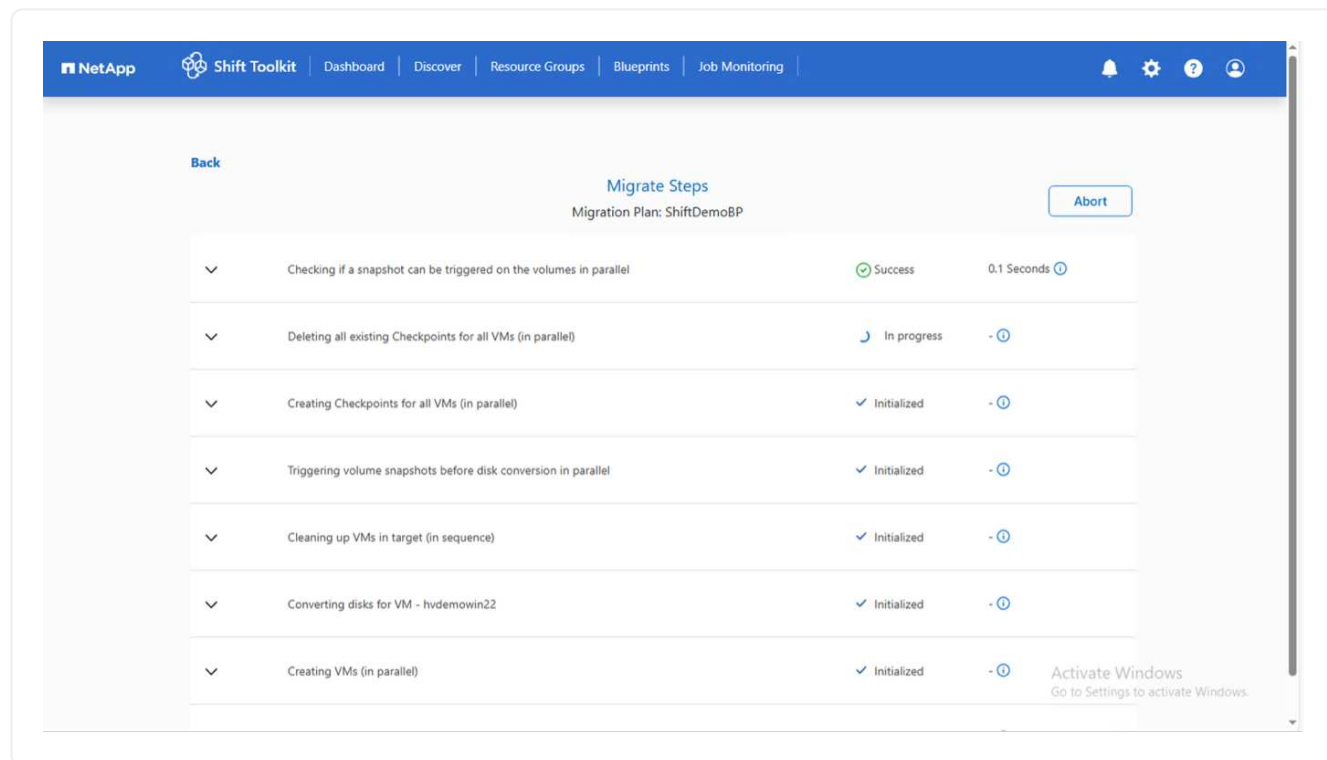 NetApp
Shift Toolkit
Dashboard
Discover
Resource Groups
Blueprints
Job Monitoring
Back
Migrate Steps
Migration Plan: ShiftDemoBP
Abort
Checking if a snapshot can be triggered on the volumes in parallel Success 0.1 Seconds
Deleting all existing Checkpoints for all VMs (in parallel) In progress -
Creating Checkpoints for all VMs (in parallel) Initialized -
Triggering volume snapshots before disk conversion in parallel Initialized -
Cleaning up VMs in target (in sequence) Initialized -
Converting disks for VM - hvdemowin22 Initialized -
Creating VMs (in parallel) Initialized -
Activate Windows
Go to Settings to activate Windows.